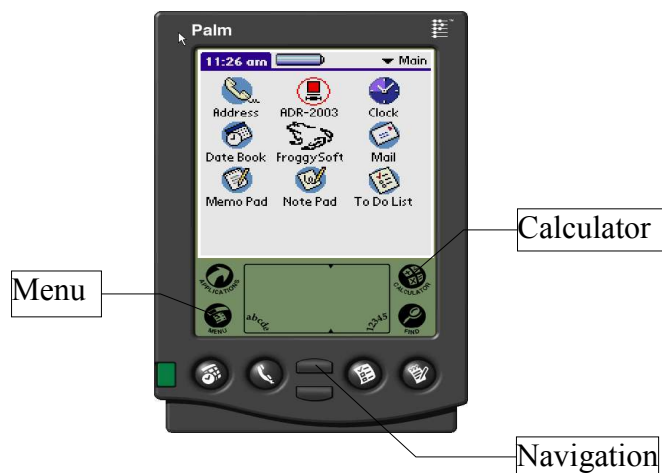 Palm
11:26 am Main
Address ADR-2003 Clock
Date Book FroggySoft Mail
Memo Pad Note Pad To Do List
Calculator
APPLICATIONS CALCULATOR
Menu
abcde 12345
MENU FIND
Navigation